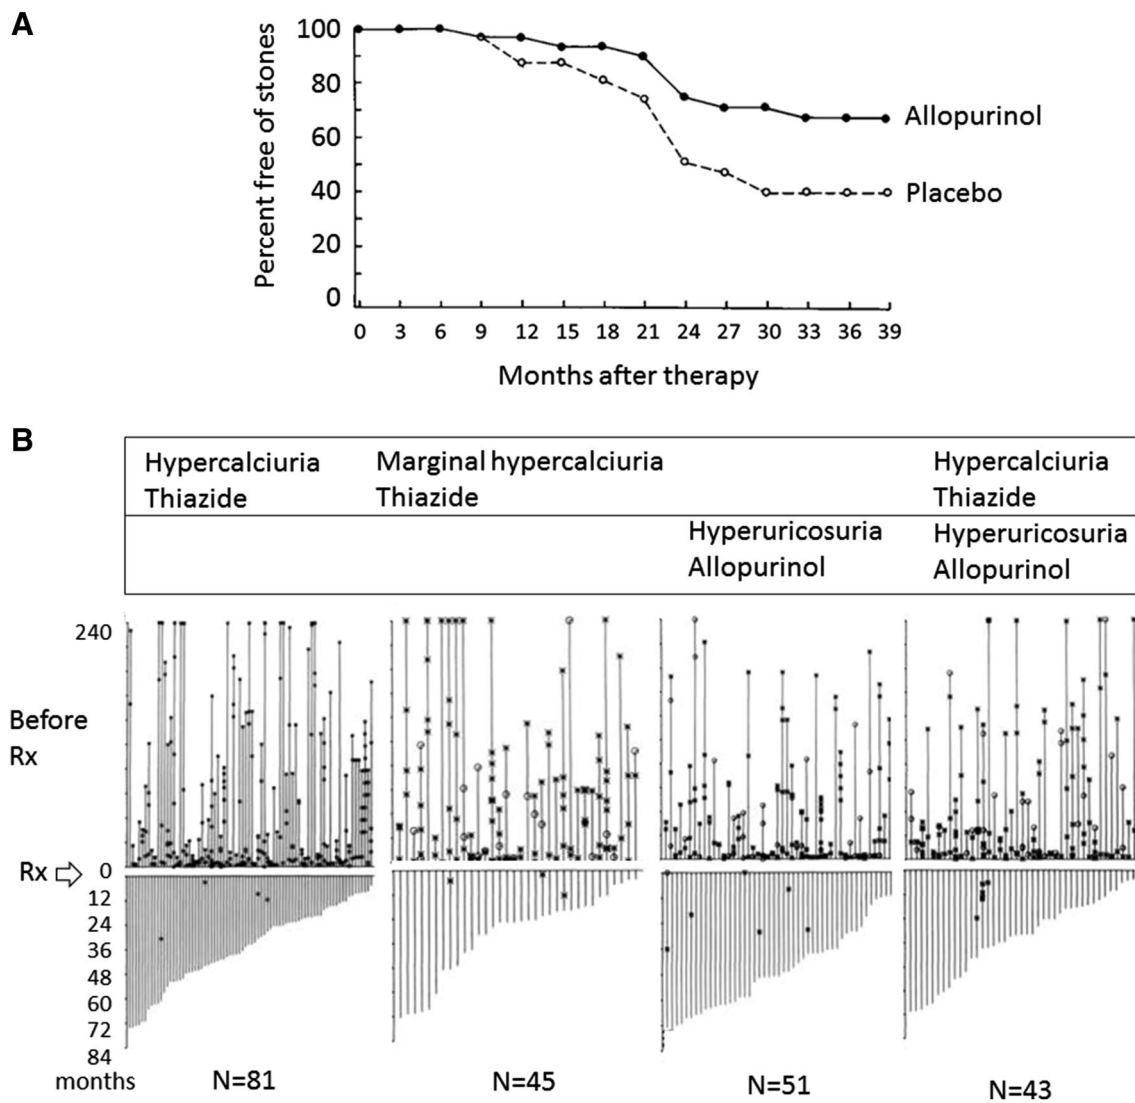 A
Percent free of stones
100
80
60
40
20
0
Allopurinol
Placebo
0 3 6 9 12 15 18 21 24 27 30 33 36 39
Months after therapy
B
Hypercalciuria
Thiazide
Marginal hypercalciuria
Thiazide
Hypercalciuria
Thiazide
Hyperuricosuria
Allopurinol
Hyperuricosuria
Allopurinol
240
Before
Rx
Rx ⇨ 0
12
24
36
48
60
72
84
months
N=81
N=45
N=51
N=43